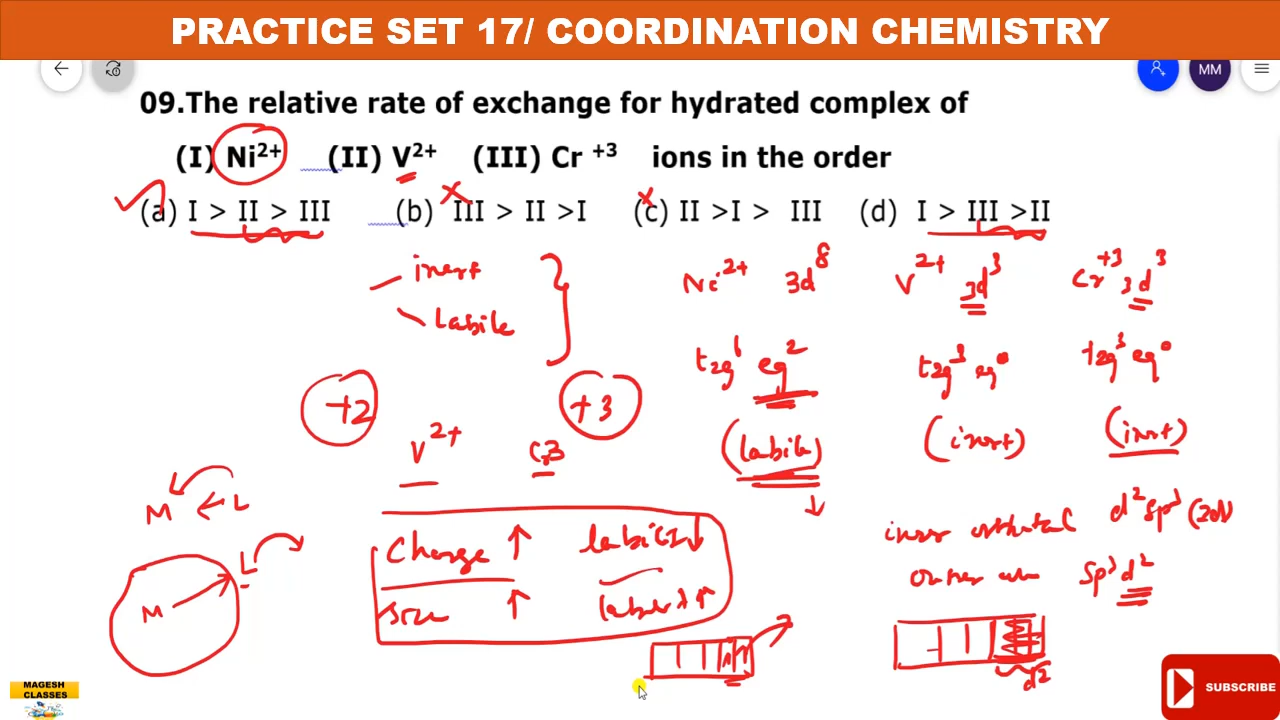 PRACTICE SET 17/ COORDINATION CHEMISTRY
MM
09.The relative rate of exchange for hydrated complex of
(I) Ni²⁺ (II) V²⁺ (III) Cr ⁺³ ions in the order
(a) I > II > III (b) III > II >I (c) II >I > III (d) I > III >II
inert
Labile
Ni²⁺ 3d⁸ V²⁺ 3d³ Cr⁺³ 3d³
t2g⁶ eg² t2g³ eg⁰ t2g³ eg⁰
+2 +3
V²⁺ Cr3
(labile) (inert) (inert)
M ← L
Charge ↑ ↓
size ↑ ↑
inner orbital d²sp³
outer sp³d²
M L
d2
MAGESH
CLASSES
SUBSCRIBE